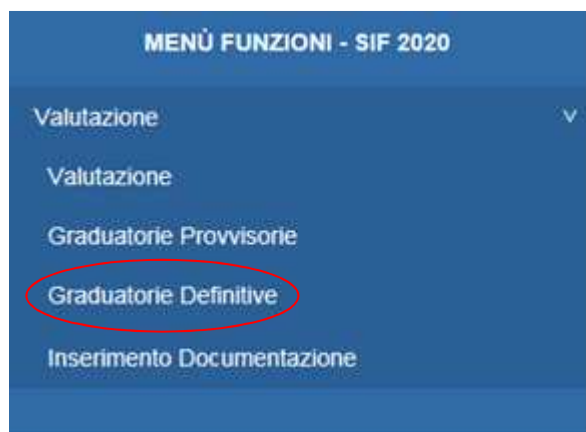 MENÙ FUNZIONI - SIF 2020
Valutazione
Valutazione
Graduatorie Provvisorie
Graduatorie Definitive
Inserimento Documentazione